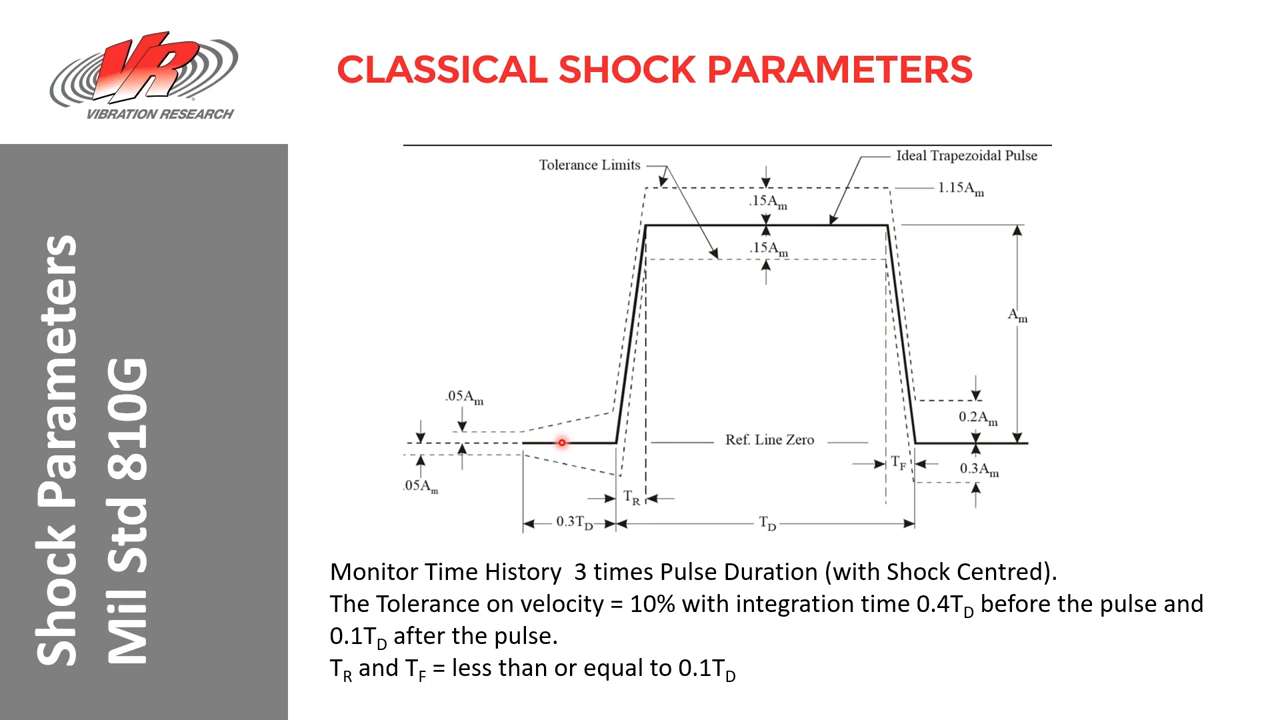 VR
VIBRATION RESEARCH
CLASSICAL SHOCK PARAMETERS
Shock Parameters
Mil Std 810G
Tolerance Limits
Ideal Trapezoidal Pulse
.15Am
1.15Am
.15Am
Am
.05Am
0.2Am
Ref. Line Zero
TF
0.3Am
.05Am
TR
0.3TD
TD
Monitor Time History  3 times Pulse Duration (with Shock Centred).
The Tolerance on velocity = 10% with integration time 0.4TD before the pulse and
0.1TD after the pulse.
TR and TF = less than or equal to 0.1TD